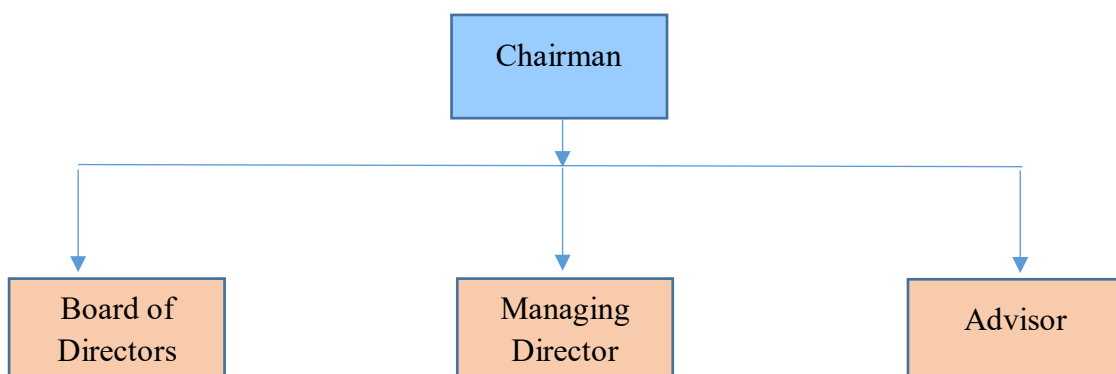 Chairman
Board of
Directors
Managing
Director
Advisor